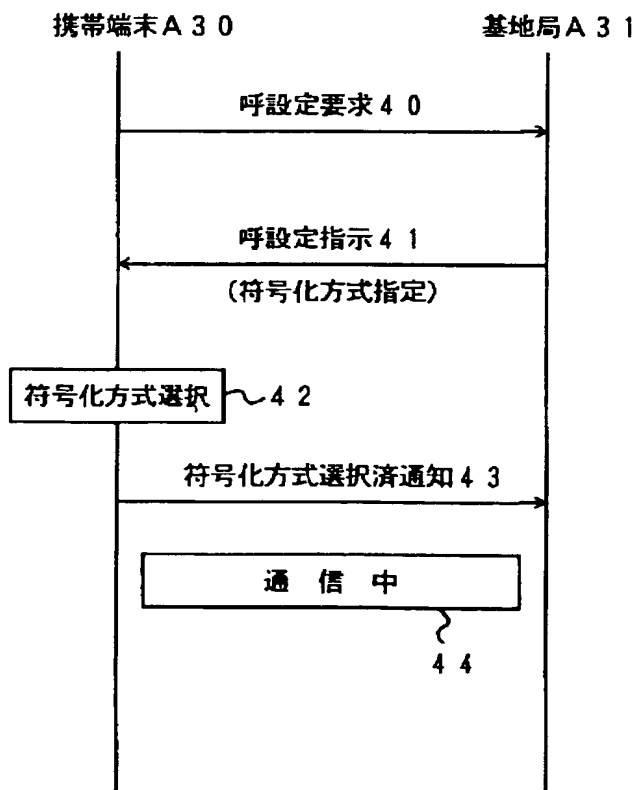 携帯端末A30 基地局A31
呼設定要求40
呼設定指示41
(符号化方式指定)
符号化方式選択 42
符号化方式選択済通知43
通信中
44